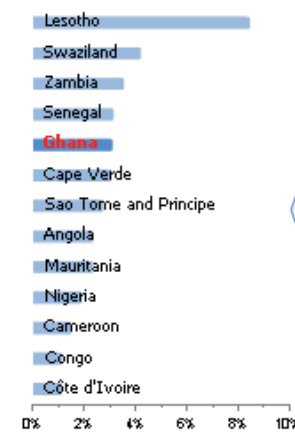 Lesotho
Swaziland
Zambia
Senegal
Ghana
Cape Verde
Sao Tome and Principe
Angola
Mauritania
Nigeria
Cameroon
Congo
Côte d'Ivoire
0% 2% 4% 6% 8% 10%